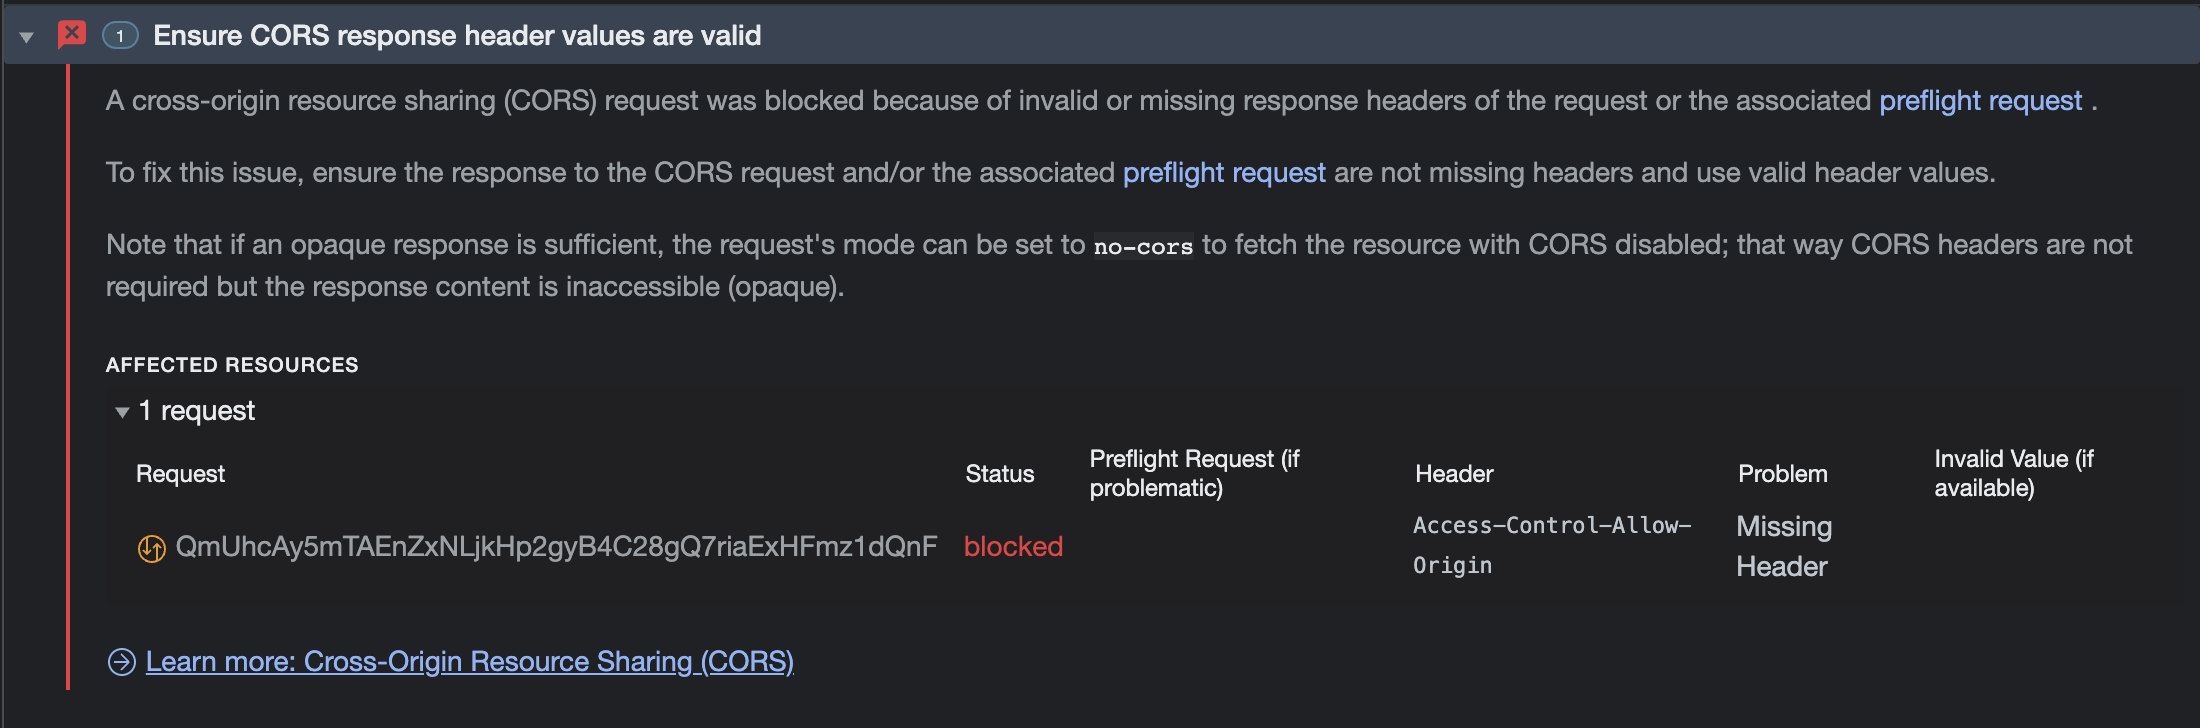 1 Ensure CORS response header values are valid
A cross-origin resource sharing (CORS) request was blocked because of invalid or missing response headers of the request or the associated preflight request .
To fix this issue, ensure the response to the CORS request and/or the associated preflight request are not missing headers and use valid header values.
Note that if an opaque response is sufficient, the request's mode can be set to no-cors to fetch the resource with CORS disabled; that way CORS headers are not
required but the response content is inaccessible (opaque).
AFFECTED RESOURCES
1 request
Request Status Preflight Request (if problematic) Header Problem Invalid Value (if available)
QmUhcAy5mTAEnZxNLjkHp2gyB4C28gQ7riaExHFmz1dQnF blocked Access-Control-Allow-Origin Missing Header
Learn more: Cross-Origin Resource Sharing (CORS)